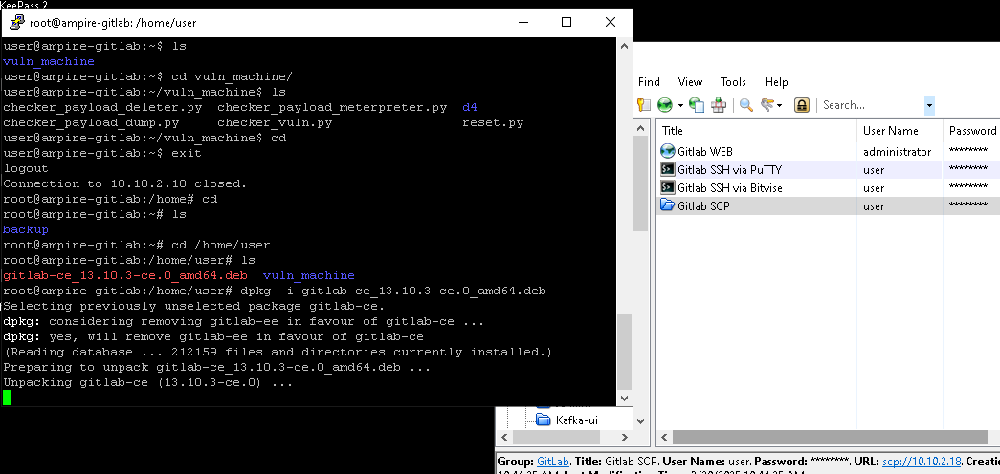 KeePass 2
root@ampire-gitlab: /home/user
user@ampire-gitlab:~$ ls
vuln_machine
user@ampire-gitlab:~$ cd vuln_machine/
user@ampire-gitlab:~/vuln_machine$ ls
checker_payload_deleter.py checker_payload_meterpreter.py d4
checker_payload_dump.py checker_vuln.py reset.py
user@ampire-gitlab:~/vuln_machine$ cd
user@ampire-gitlab:~$ exit
logout
Connection to 10.10.2.18 closed.
root@ampire-gitlab:/home# cd
root@ampire-gitlab:~# ls
backup
root@ampire-gitlab:~# cd /home/user
root@ampire-gitlab:/home/user# ls
gitlab-ce_13.10.3-ce.0_amd64.deb vuln_machine
root@ampire-gitlab:/home/user# dpkg -i gitlab-ce_13.10.3-ce.0_amd64.deb
Selecting previously unselected package gitlab-ce.
dpkg: considering removing gitlab-ee in favour of gitlab-ce ...
dpkg: yes, will remove gitlab-ee in favour of gitlab-ce
(Reading database ... 212159 files and directories currently installed.)
Preparing to unpack gitlab-ce_13.10.3-ce.0_amd64.deb ...
Unpacking gitlab-ce (13.10.3-ce.0) ...
Find View Tools Help
Search...
Title User Name Password
Gitlab WEB administrator ********
Gitlab SSH via PuTTY user ********
Gitlab SSH via Bitvise user ********
Gitlab SCP user ********
Kafka-ui
Group: GitLab. Title: Gitlab SCP. User Name: user. Password: ********. URL: scp://10.10.2.18. Creatio